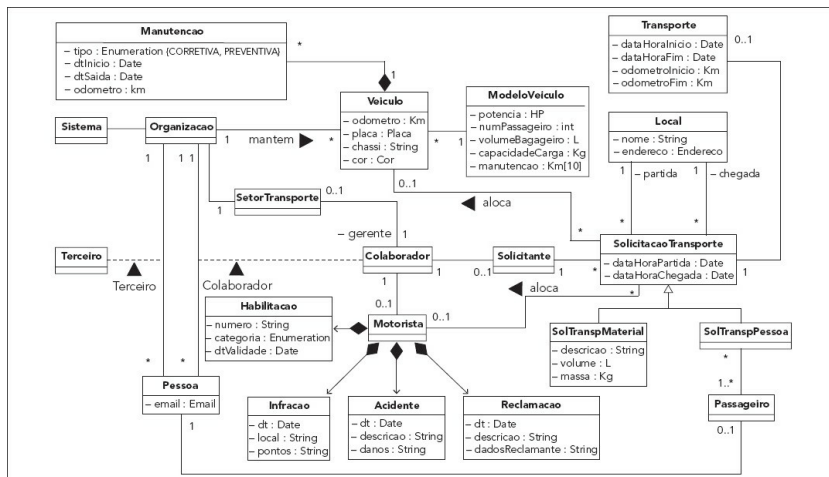 Manutencao
– tipo : Enumeration {CORRETIVA, PREVENTIVA}
– dtInicio : Date
– dtSaida : Date
– odometro : km
*
1
Transporte
– dataHoraInicio : Date
– dataHoraFim : Date
– odometroInicio : Km
– odometroFim : Km
0..1
Veiculo
– odometro : Km
– placa : Placa
– chassi : String
– cor : Cor
ModeloVeiculo
– potencia : HP
– numPassageiro : int
– volumeBagageiro : L
– capacidadeCarga : Kg
– manutencao : Km[10]
Local
– nome : String
– endereco : Endereco
Sistema
Organizacao
1
mantem
*
*
1
1
1
1
1
0..1
1
1
– partida
– chegada
SetorTransporte
0..1
1
aloca
– gerente
1
*
*
*
Terceiro
Colaborador
1
0..1
Solicitante
1
*
SolicitacaoTransporte
– dataHoraPartida : Date
– dataHoraChegada : Date
1
Terceiro
Colaborador
1
0..1
aloca
*
0..1
Habilitacao
– numero : String
– categoria : Enumeration
– dtValidade : Date
Motorista
SolTranspMaterial
– descricao : String
– volume : L
– massa : Kg
SolTranspPessoa
*
1..*
*
*
Pessoa
– email : Email
1
Infracao
– dt : Date
– local : String
– pontos : String
Acidente
– dt : Date
– descricao : String
– danos : String
Reclamacao
– dt : Date
– descricao : String
– dadosReclamante : String
Passageiro
0..1